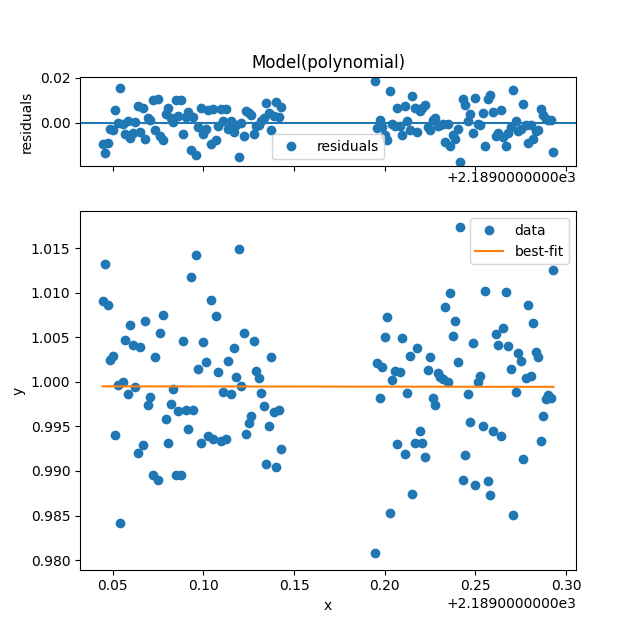 Model(polynomial)
0.02
0.00
residuals
residuals
+2.1890000000e3
data
best-fit
1.015
1.010
1.005
1.000
0.995
0.990
0.985
0.980
y
0.05 0.10 0.15 0.20 0.25 0.30
x
+2.1890000000e3